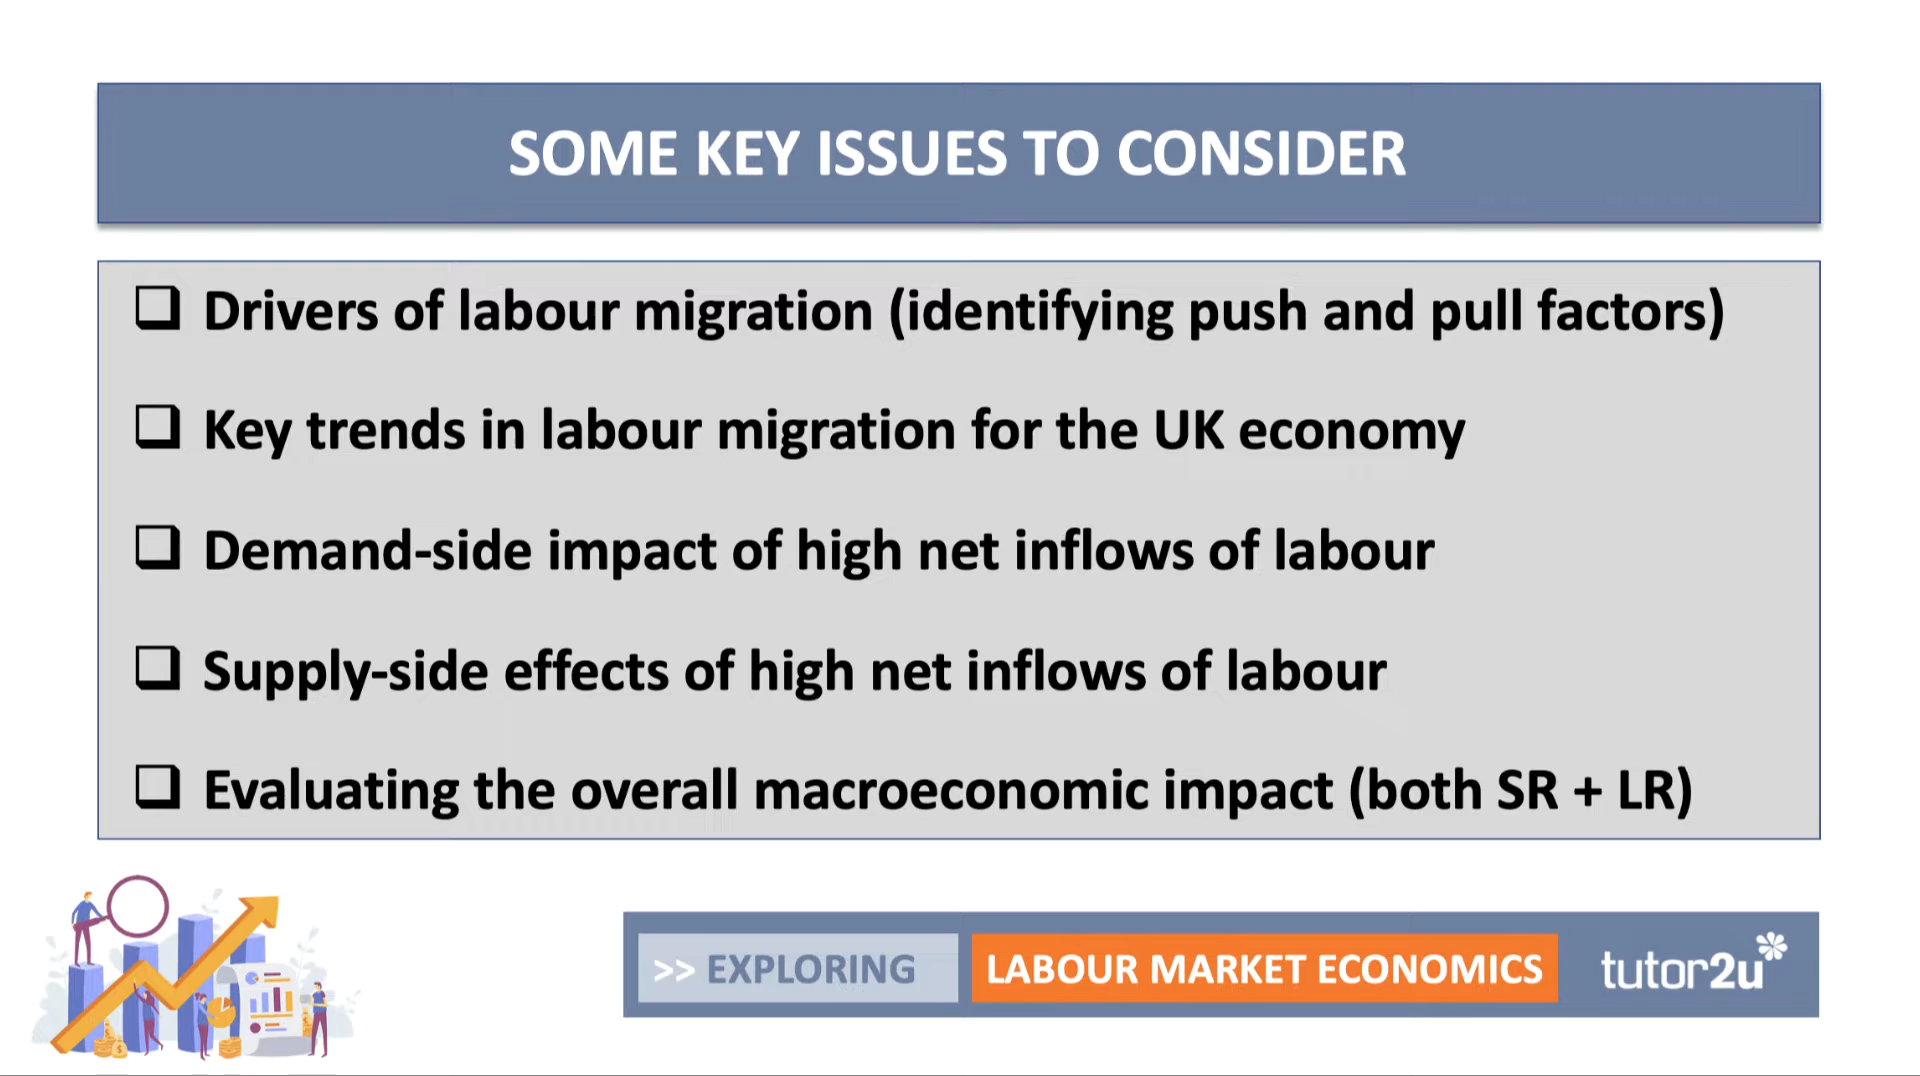 SOME KEY ISSUES TO CONSIDER
❑ Drivers of labour migration (identifying push and pull factors)
❑ Key trends in labour migration for the UK economy
❑ Demand-side impact of high net inflows of labour
❑ Supply-side effects of high net inflows of labour
❑ Evaluating the overall macroeconomic impact (both SR + LR)
>> EXPLORING LABOUR MARKET ECONOMICS tutor2u